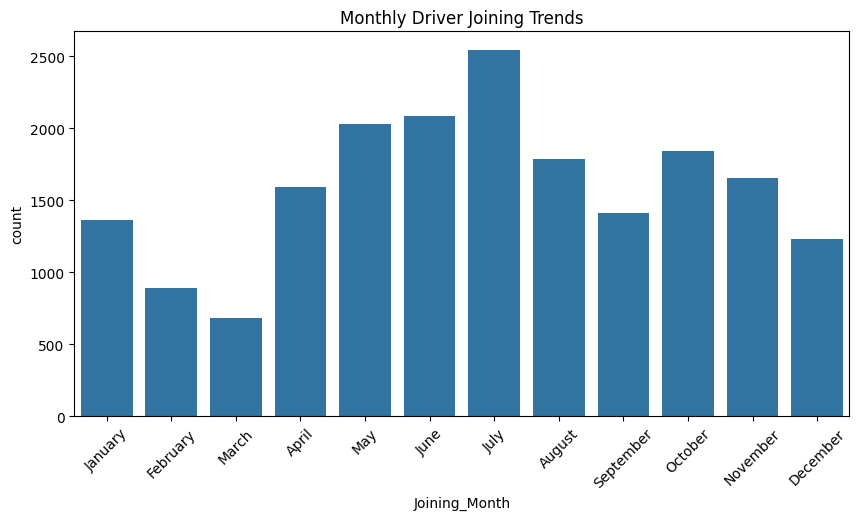 Monthly Driver Joining Trends
2500
2000
1500
1000
500
0
count
January
February
March
April
May
June
July
August
September
October
November
December
Joining_Month